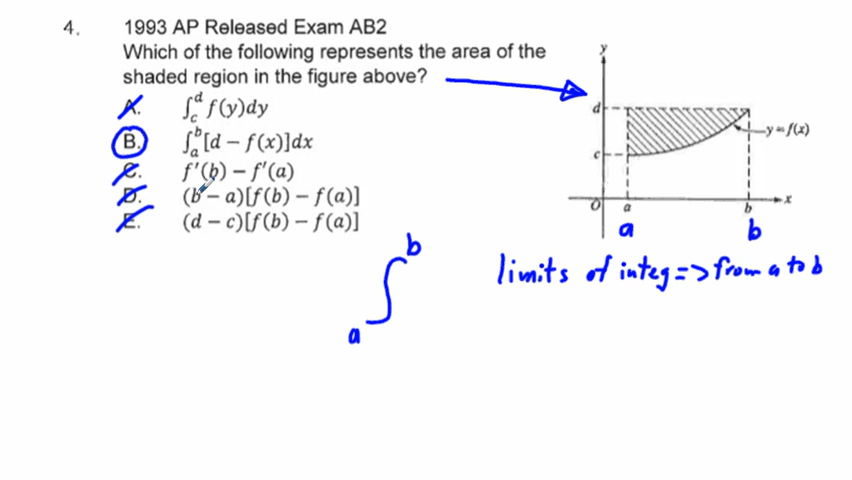 4. 1993 AP Released Exam AB2
Which of the following represents the area of the
shaded region in the figure above?
A. ∫_c^d f(y)dy
B. ∫_a^b [d − f(x)]dx
C. f′(b) − f′(a)
D. (b − a)[f(b) − f(a)]
E. (d − c)[f(b) − f(a)]
y
d
y = f(x)
c
O a b x
a b
limits of integ => from a to b
b
∫
a